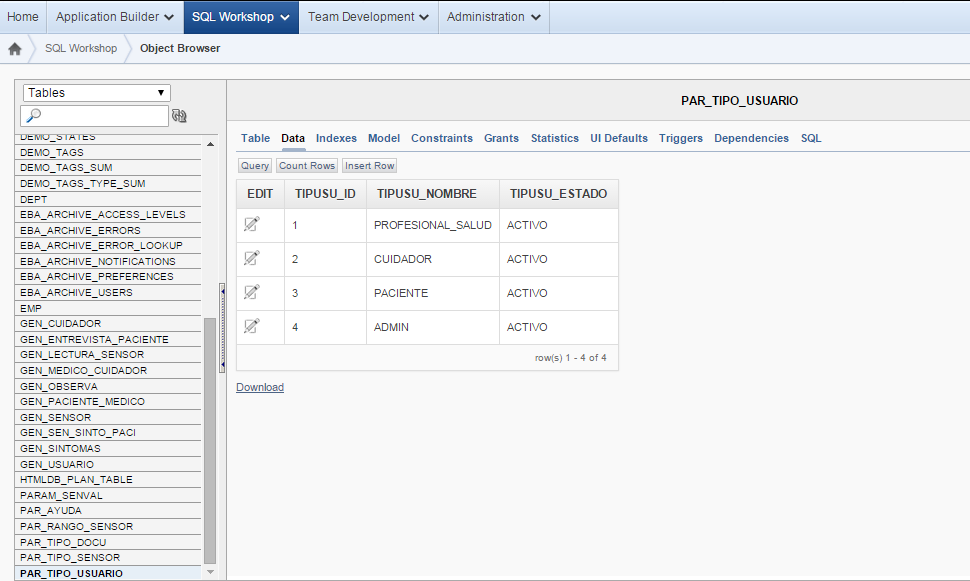 Home Application Builder SQL Workshop Team Development Administration
SQL Workshop Object Browser
Tables
PAR_TIPO_USUARIO
DEMO_STATES
DEMO_TAGS
DEMO_TAGS_SUM
DEMO_TAGS_TYPE_SUM
DEPT
EBA_ARCHIVE_ACCESS_LEVELS
EBA_ARCHIVE_ERRORS
EBA_ARCHIVE_ERROR_LOOKUP
EBA_ARCHIVE_NOTIFICATIONS
EBA_ARCHIVE_PREFERENCES
EBA_ARCHIVE_USERS
EMP
GEN_CUIDADOR
GEN_ENTREVISTA_PACIENTE
GEN_LECTURA_SENSOR
GEN_MEDICO_CUIDADOR
GEN_OBSERVA
GEN_PACIENTE_MEDICO
GEN_SENSOR
GEN_SEN_SINTO_PACI
GEN_SINTOMAS
GEN_USUARIO
HTMLDB_PLAN_TABLE
PARAM_SENVAL
PAR_AYUDA
PAR_RANGO_SENSOR
PAR_TIPO_DOCU
PAR_TIPO_SENSOR
PAR_TIPO_USUARIO
Table Data Indexes Model Constraints Grants Statistics UI Defaults Triggers Dependencies SQL
Query Count Rows Insert Row
EDIT TIPUSU_ID TIPUSU_NOMBRE TIPUSU_ESTADO
1 PROFESIONAL_SALUD ACTIVO
2 CUIDADOR ACTIVO
3 PACIENTE ACTIVO
4 ADMIN ACTIVO
row(s) 1 - 4 of 4
Download